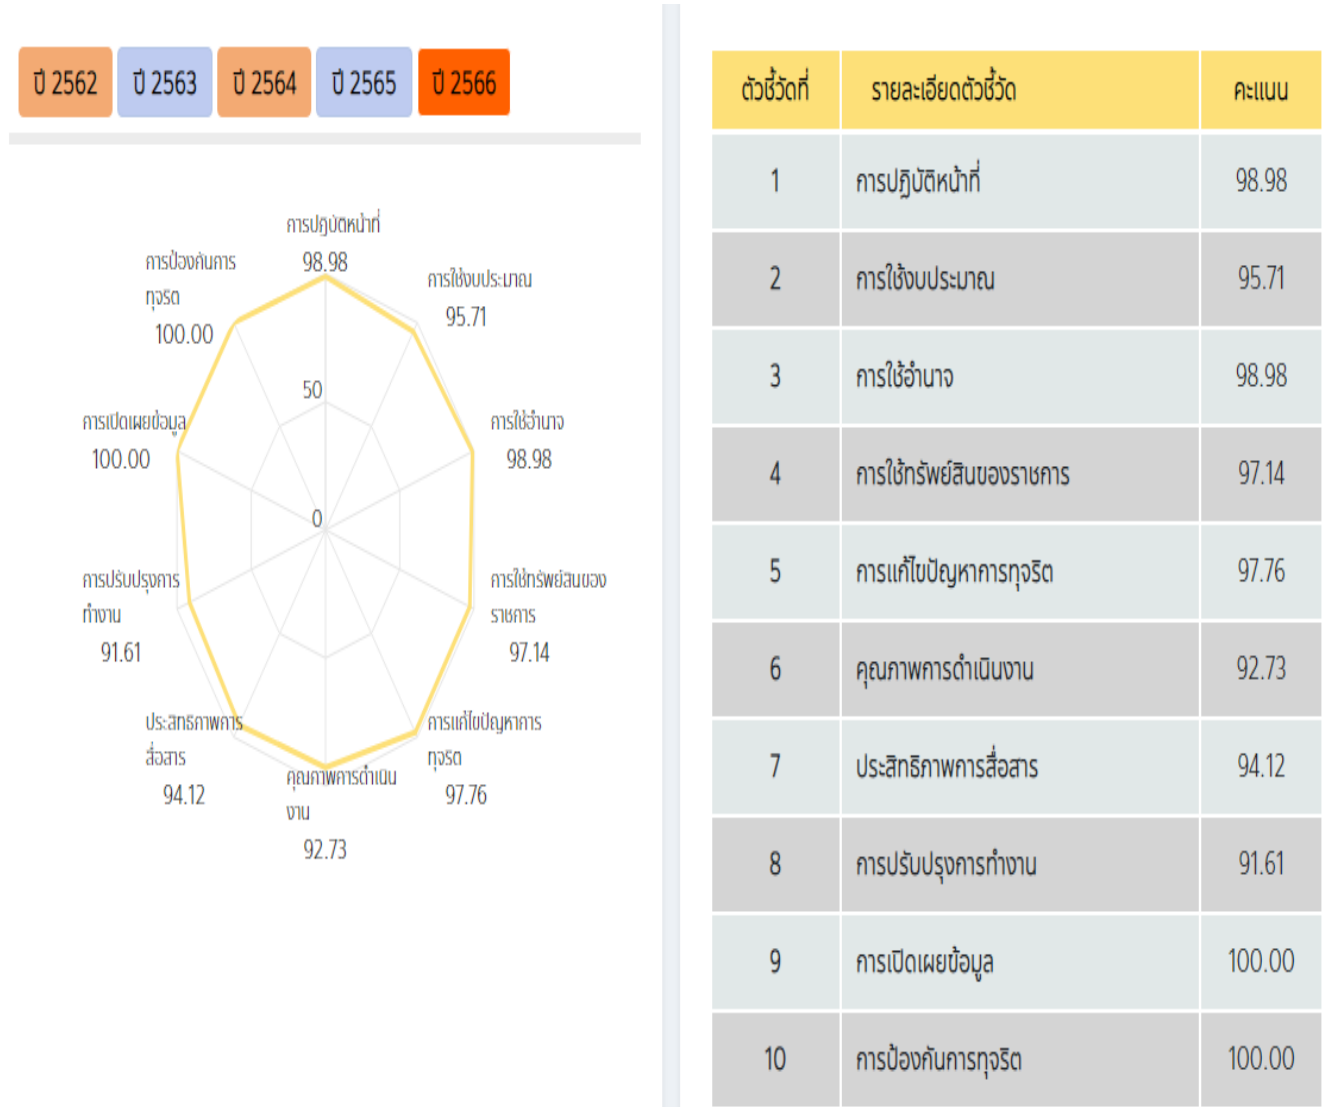 ปี 2562 ปี 2563 ปี 2564 ปี 2565 ปี 2566
การปฏิบัติหน้าที่
98.98
การใช้งบประมาณ
95.71
การใช้อำนาจ
98.98
การใช้ทรัพย์สินของ
ราชการ
97.14
การแก้ไขปัญหาการ
ทุจริต
97.76
คุณภาพการดำเนิน
งาน
92.73
ประสิทธิภาพการ
สื่อสาร
94.12
การปรับปรุงการ
ทำงาน
91.61
การเปิดเผยข้อมูล
100.00
การป้องกันการ
ทุจริต
100.00
50
0
ตัวชี้วัดที่ รายละเอียดตัวชี้วัด คะแนน
1 การปฏิบัติหน้าที่ 98.98
2 การใช้งบประมาณ 95.71
3 การใช้อำนาจ 98.98
4 การใช้ทรัพย์สินของราชการ 97.14
5 การแก้ไขปัญหาการทุจริต 97.76
6 คุณภาพการดำเนินงาน 92.73
7 ประสิทธิภาพการสื่อสาร 94.12
8 การปรับปรุงการทำงาน 91.61
9 การเปิดเผยข้อมูล 100.00
10 การป้องกันการทุจริต 100.00